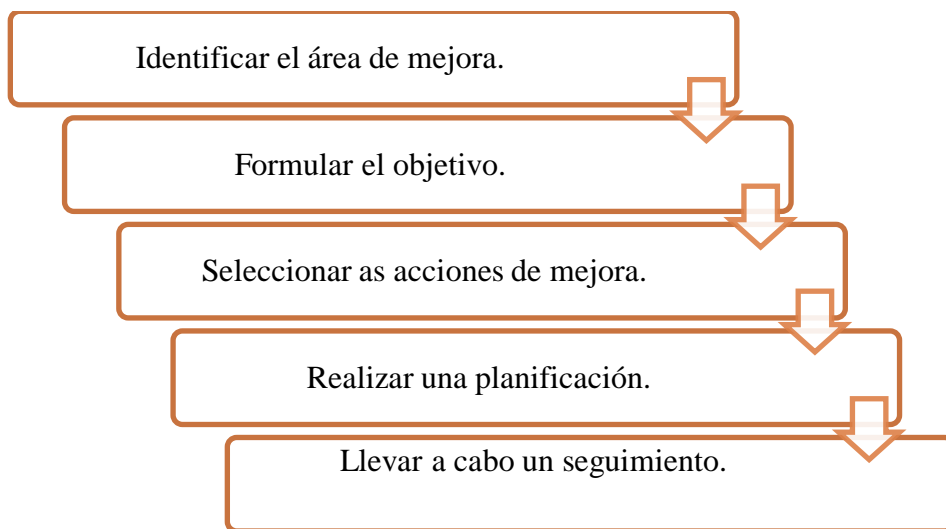 Identificar el área de mejora.
Formular el objetivo.
Seleccionar as acciones de mejora.
Realizar una planificación.
Llevar a cabo un seguimiento.